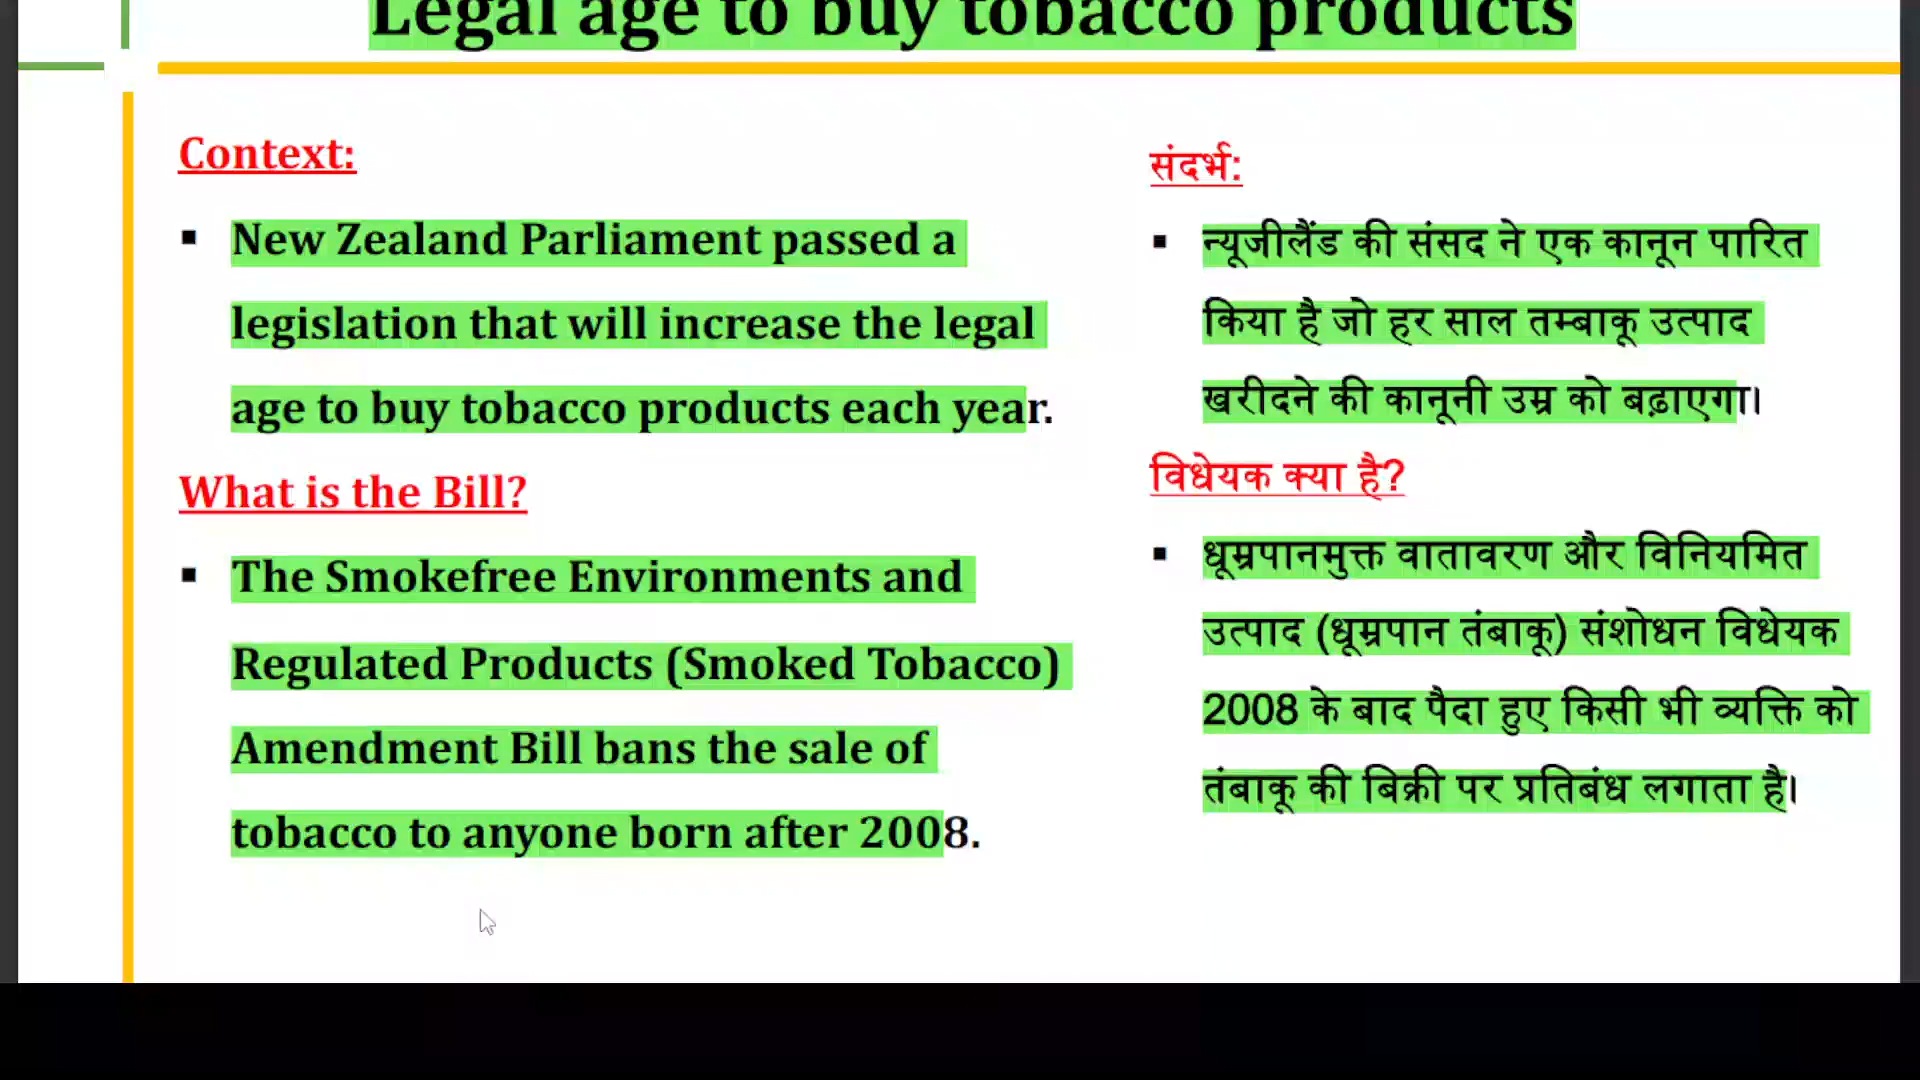 Legal age to buy tobacco products
Context:
▪ New Zealand Parliament passed a
legislation that will increase the legal
age to buy tobacco products each year.
What is the Bill?
▪ The Smokefree Environments and
Regulated Products (Smoked Tobacco)
Amendment Bill bans the sale of
tobacco to anyone born after 2008.
संदर्भ:
▪ न्यूजीलैंड की संसद ने एक कानून पारित
किया है जो हर साल तम्बाकू उत्पाद
खरीदने की कानूनी उम्र को बढ़ाएगा।
विधेयक क्या है?
▪ धूम्रपानमुक्त वातावरण और विनियमित
उत्पाद (धूम्रपान तंबाकू) संशोधन विधेयक
2008 के बाद पैदा हुए किसी भी व्यक्ति को
तंबाकू की बिक्री पर प्रतिबंध लगाता है।